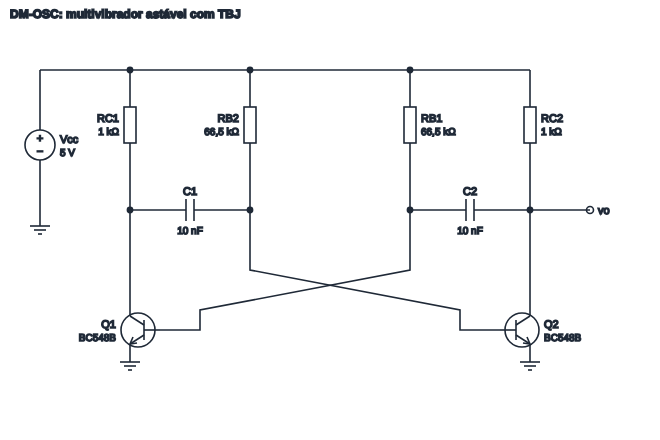 DM-OSC: multivibrador astável com TBJ
RC1
1 kΩ
RB2
66,5 kΩ
RB1
66,5 kΩ
RC2
1 kΩ
+
−
Vcc
5 V
C1
10 nF
C2
10 nF
vo
Q1
BC548B
Q2
BC548B